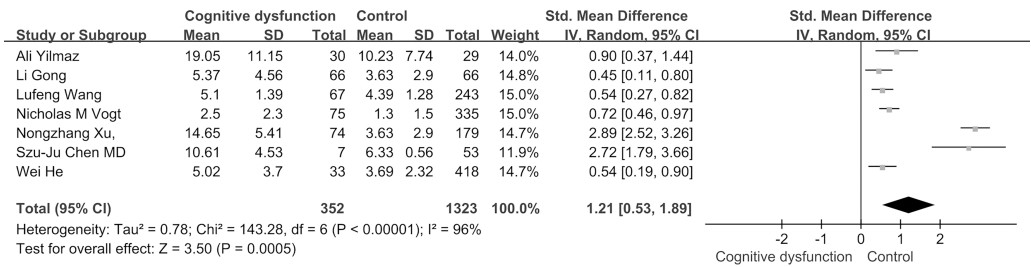 Cognitive dysfunction Control Std. Mean Difference Std. Mean Difference
Study or Subgroup Mean SD Total Mean SD Total Weight IV, Random, 95% CI IV, Random, 95% CI
Ali Yilmaz 19.05 11.15 30 10.23 7.74 29 14.0% 0.90 [0.37, 1.44]
Li Gong 5.37 4.56 66 3.63 2.9 66 14.8% 0.45 [0.11, 0.80]
Lufeng Wang 5.1 1.39 67 4.39 1.28 243 15.0% 0.54 [0.27, 0.82]
Nicholas M Vogt 2.5 2.3 75 1.3 1.5 335 15.0% 0.72 [0.46, 0.97]
Nongzhang Xu, 14.65 5.41 74 3.63 2.9 179 14.7% 2.89 [2.52, 3.26]
Szu-Ju Chen MD 10.61 4.53 7 6.33 0.56 53 11.9% 2.72 [1.79, 3.66]
Wei He 5.02 3.7 33 3.69 2.32 418 14.7% 0.54 [0.19, 0.90]
Total (95% CI) 352 1323 100.0% 1.21 [0.53, 1.89]
Heterogeneity: Tau² = 0.78; Chi² = 143.28, df = 6 (P < 0.00001); I² = 96%
Test for overall effect: Z = 3.50 (P = 0.0005)
-2 -1 0 1 2
Cognitive dysfunction Control